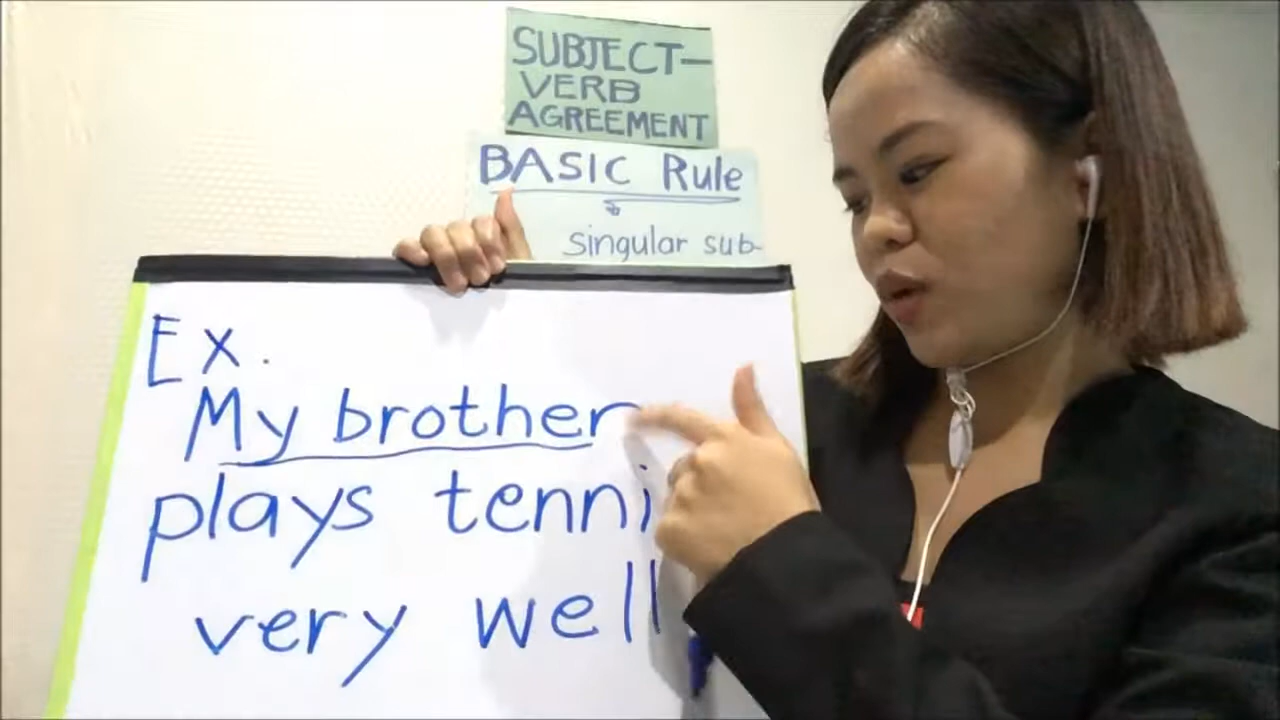 SUBJECT-
VERB
AGREEMENT
BASIC Rule
singular sub-
Ex.
My brother
plays tenni
very well